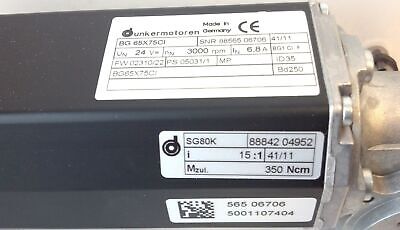 dunkermotoren Made in Germany CE
BG 65X75CI SNR 88565 06706 41/11
UN 24 V= nN 3000 rpm IN 6,8A
FW 02310/22 PS 05031/1 MP ID35
BG65X75CI Bd250
d SG80K 88842 04952
i 15:1 41/11
Mzul. 350 Ncm
565 06706
5001107404